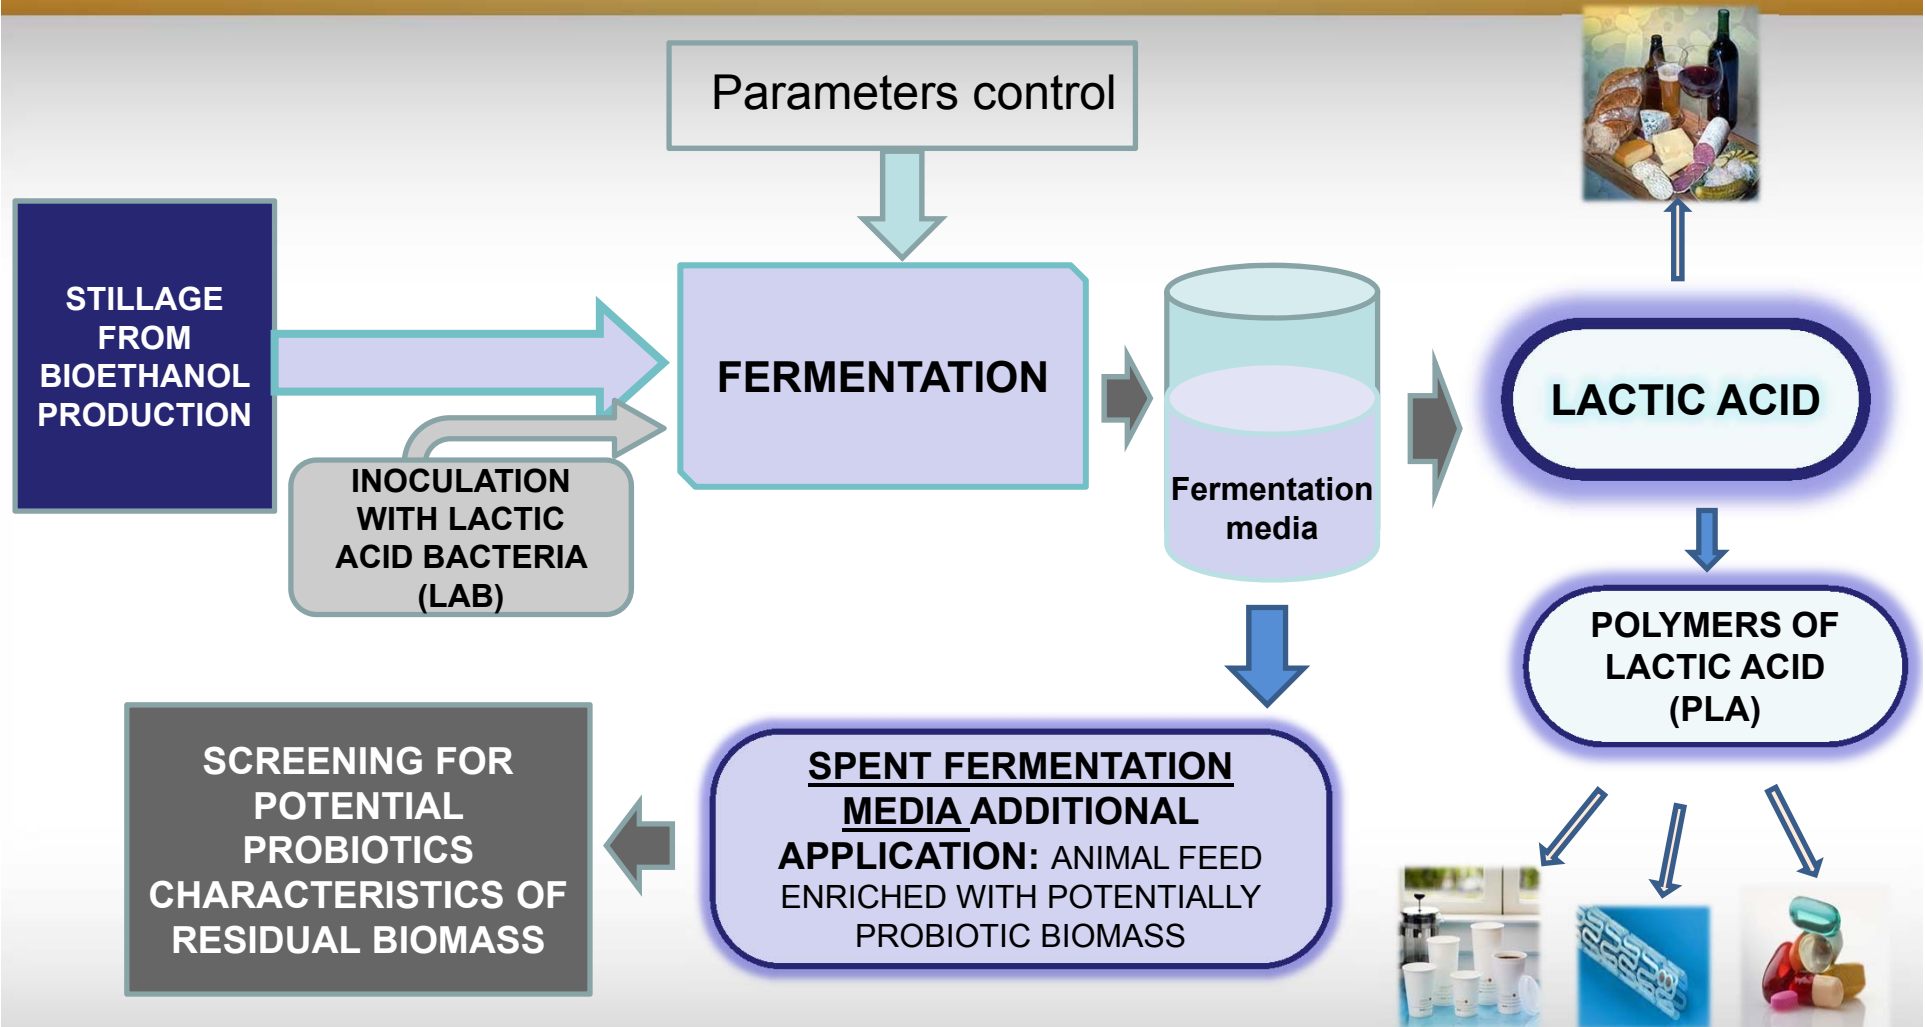 Parameters control
STILLAGE
FROM
BIOETHANOL
PRODUCTION
FERMENTATION
INOCULATION
WITH LACTIC
ACID BACTERIA
(LAB)
Fermentation
media
LACTIC ACID
POLYMERS OF
LACTIC ACID
(PLA)
SPENT FERMENTATION
MEDIA ADDITIONAL
APPLICATION: ANIMAL FEED
ENRICHED WITH POTENTIALLY
PROBIOTIC BIOMASS
SCREENING FOR
POTENTIAL
PROBIOTICS
CHARACTERISTICS OF
RESIDUAL BIOMASS